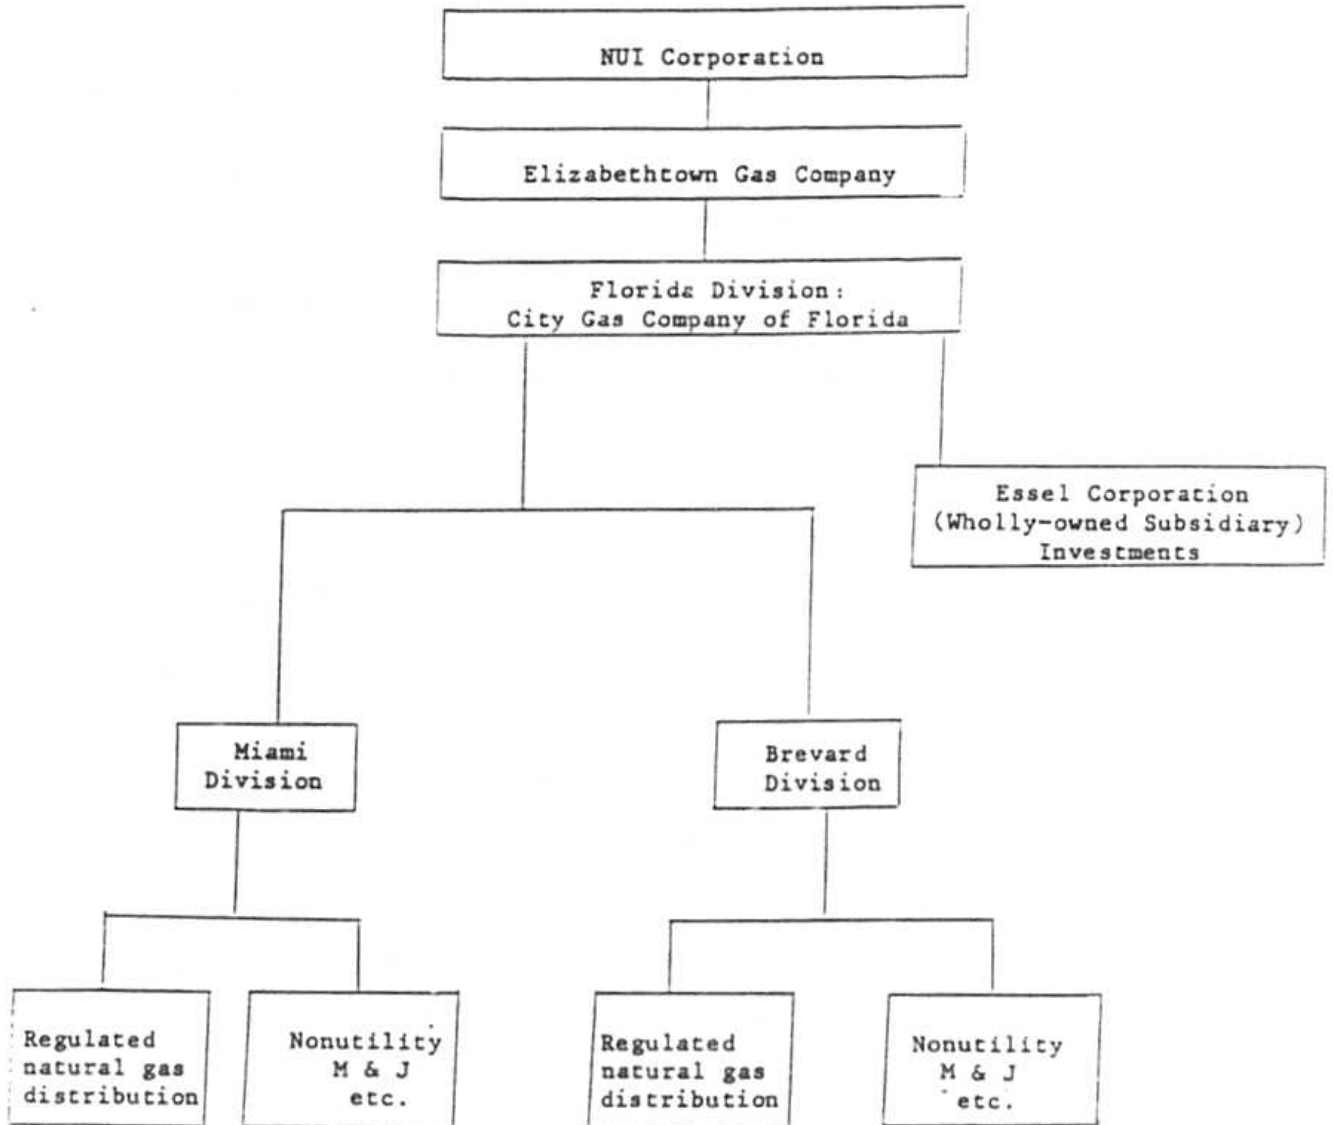 NUI Corporation
Elizabethtown Gas Company
Florida Division:
City Gas Company of Florida
Essel Corporation
(Wholly-owned Subsidiary)
Investments
Miami
Division
Brevard
Division
Regulated
natural gas
distribution
Nonutility
M & J
etc.
Regulated
natural gas
distribution
Nonutility
M & J
etc.